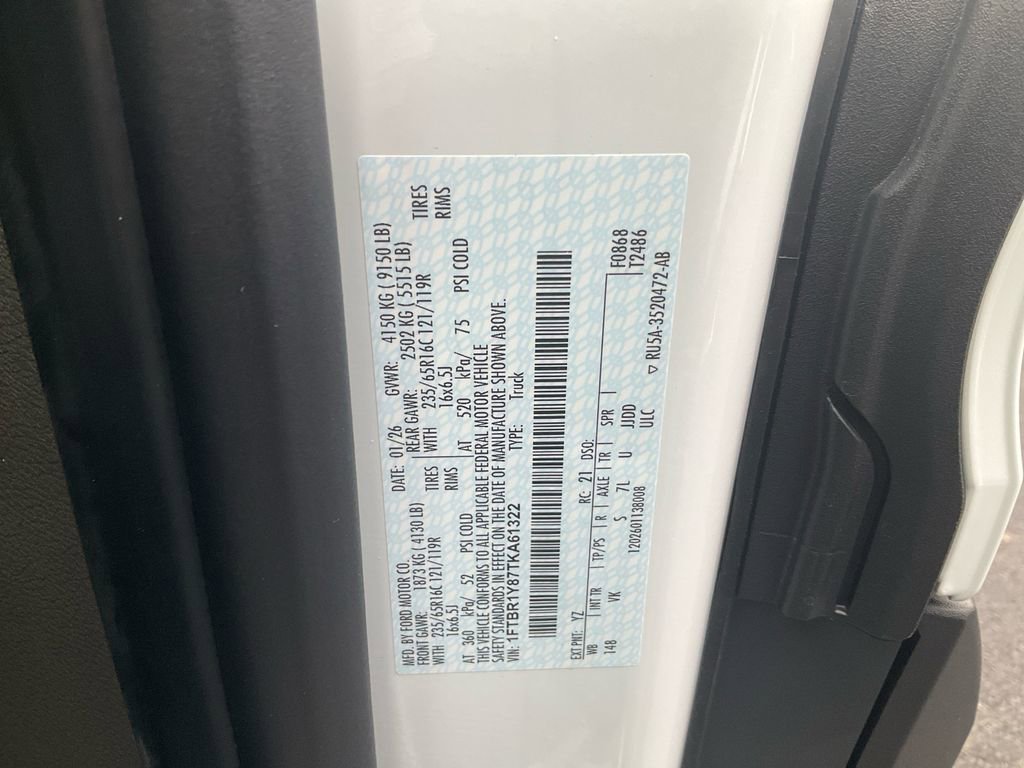 MFD. BY FORD MOTOR CO. DATE: 01/26 GVWR: 4150 KG ( 9150 LB)
FRONT GAWR: 1873 KG ( 4130 LB) REAR GAWR: 2502 KG ( 5515 LB)
WITH 235/65R16C 121/119R TIRES WITH 235/65R16C 121/119R TIRES
16x6.5J RIMS 16x6.5J RIMS
AT 360 kPa/ 52 PSI COLD AT 520 kPa/ 75 PSI COLD
THIS VEHICLE CONFORMS TO ALL APPLICABLE FEDERAL MOTOR VEHICLE
SAFETY STANDARDS IN EFFECT ON THE DATE OF MANUFACTURE SHOWN ABOVE.
VIN: 1FTBR1Y87TKA61322 TYPE: Truck
EXT PNT: YZ RC: 21 DSO: F0868
WB INT TR TP/PS R AXLE TR SPR T2486
148 VK S 7L U JJDD
ULC
1202601138008 ▽ RU5A-3520472-AB